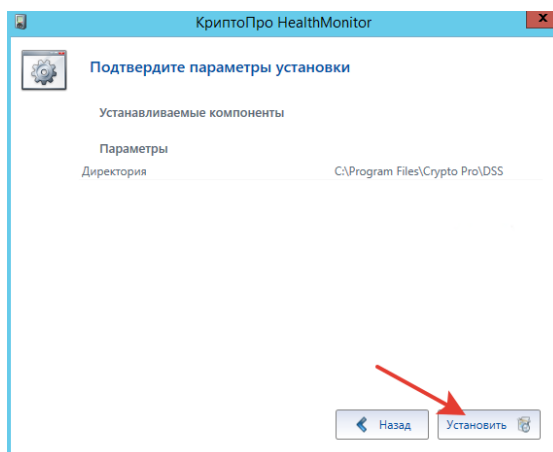 КриптоПро HealthMonitor
Подтвердите параметры установки
Устанавливаемые компоненты
Параметры
Директория C:\Program Files\Crypto Pro\DSS
Назад Установить